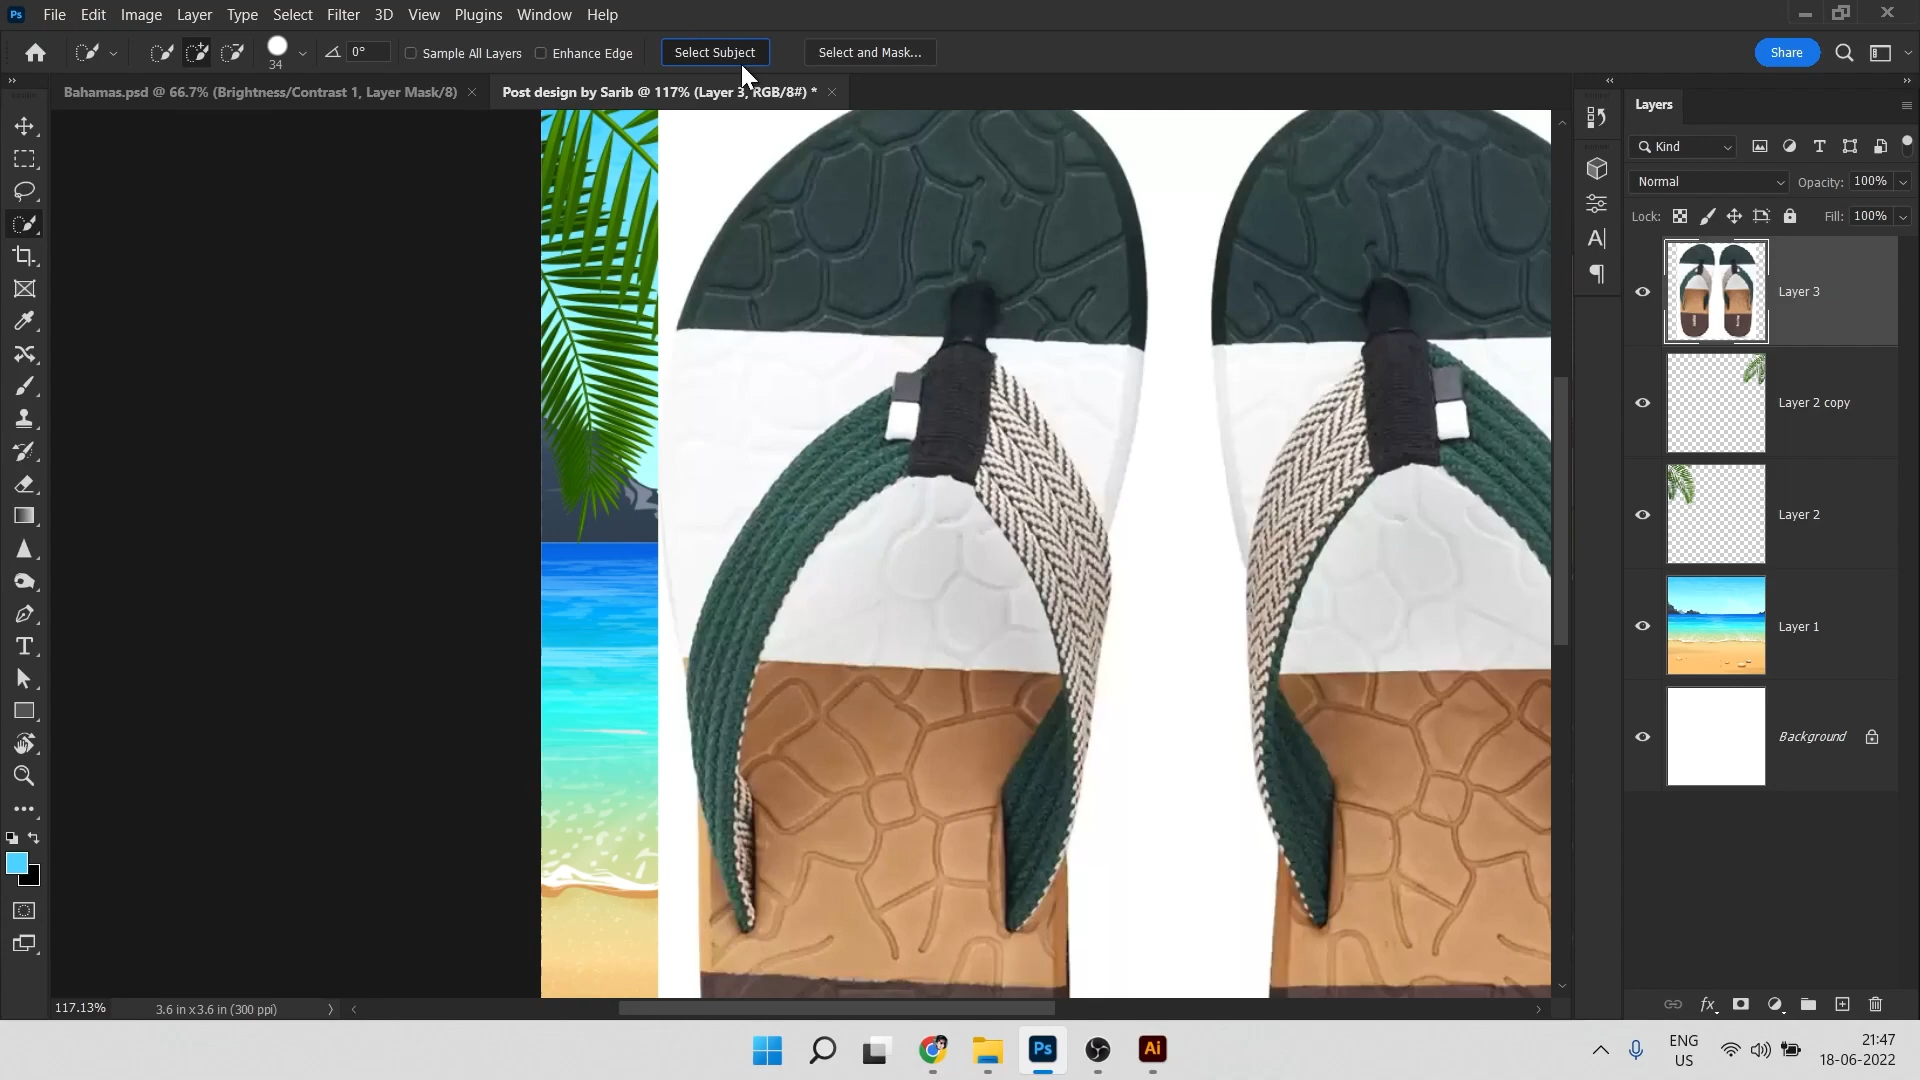 Ps File Edit Image Layer Type Select Filter 3D View Plugins Window Help
34 0° Sample All Layers Enhance Edge Select Subject Select and Mask... Share
Bahamas.psd @ 66.7% (Brightness/Contrast 1, Layer Mask/8) × Post design by Sarib @ 117% (Layer 3, RGB/8#) * ×
Layers
Kind
Normal Opacity: 100%
Lock: Fill: 100%
Layer 3
Layer 2 copy
Layer 2
Layer 1
Background
117.13% 3.6 in x 3.6 in (300 ppi)
fx
Ps Ai
ENG
US
21:47
18-06-2022